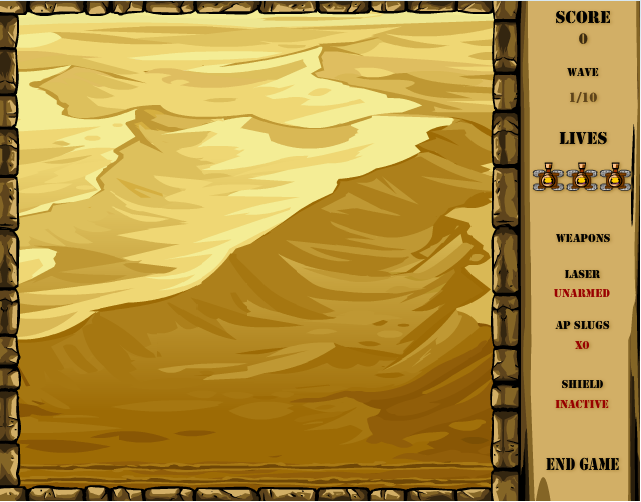 SCORE
0
WAVE
1/10
LIVES
WEAPONS
LASER
UNARMED
AP SLUGS
X0
SHIELD
INACTIVE
END GAME